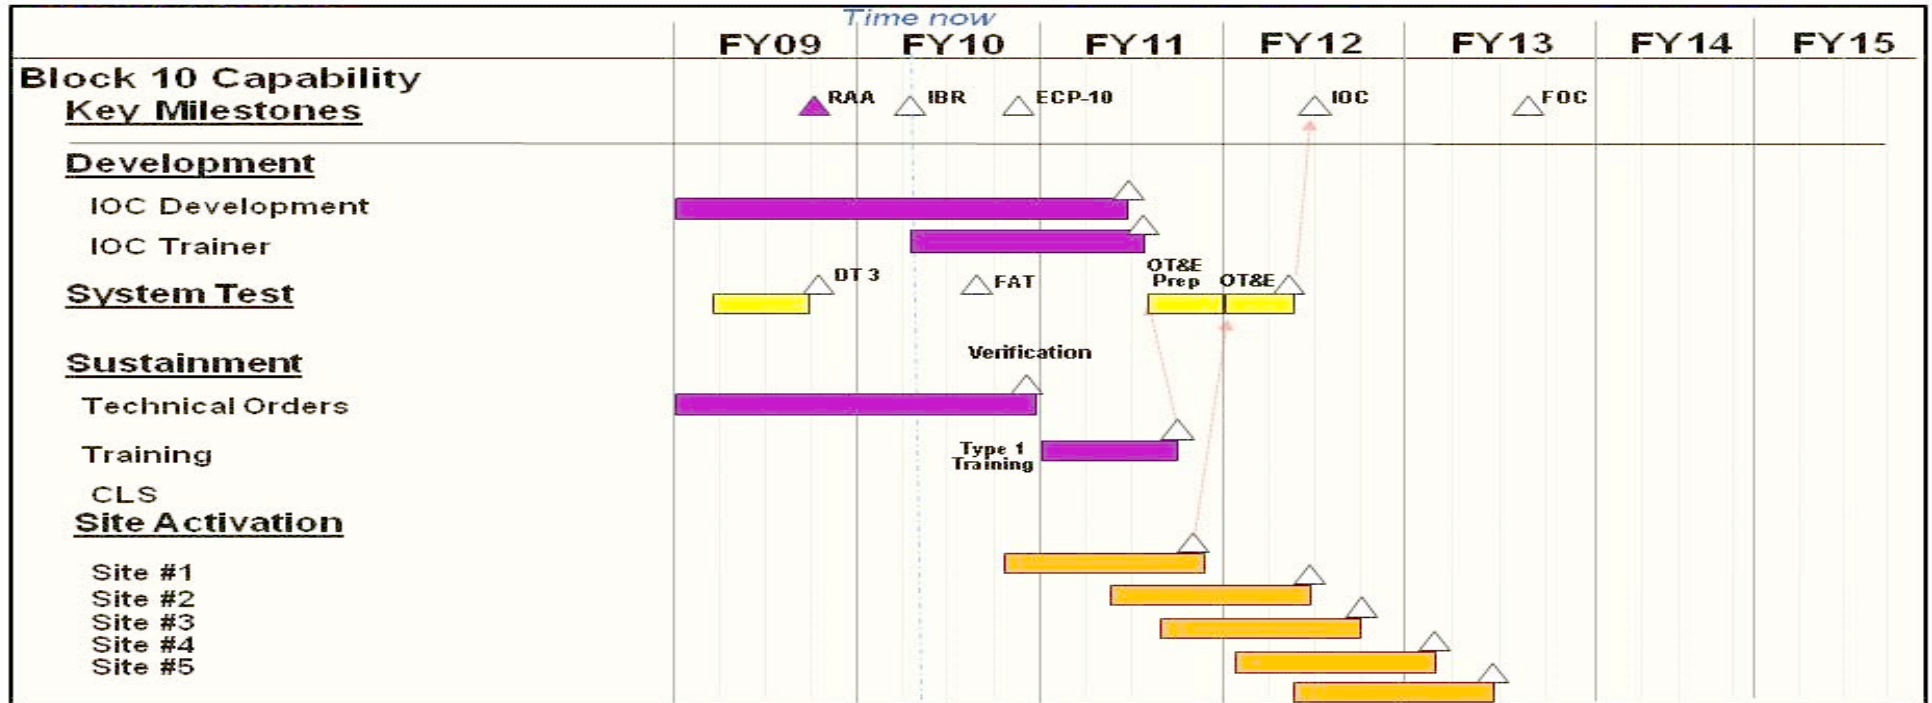 Time now
FY09 FY10 FY11 FY12 FY13 FY14 FY15
Block 10 Capability
Key Milestones RAA IBR ECP-10 IOC FOC
Development
IOC Development
IOC Trainer
System Test DT 3 FAT OT&E Prep OT&E
Sustainment Verification
Technical Orders
Training Type 1 Training
CLS
Site Activation
Site #1
Site #2
Site #3
Site #4
Site #5